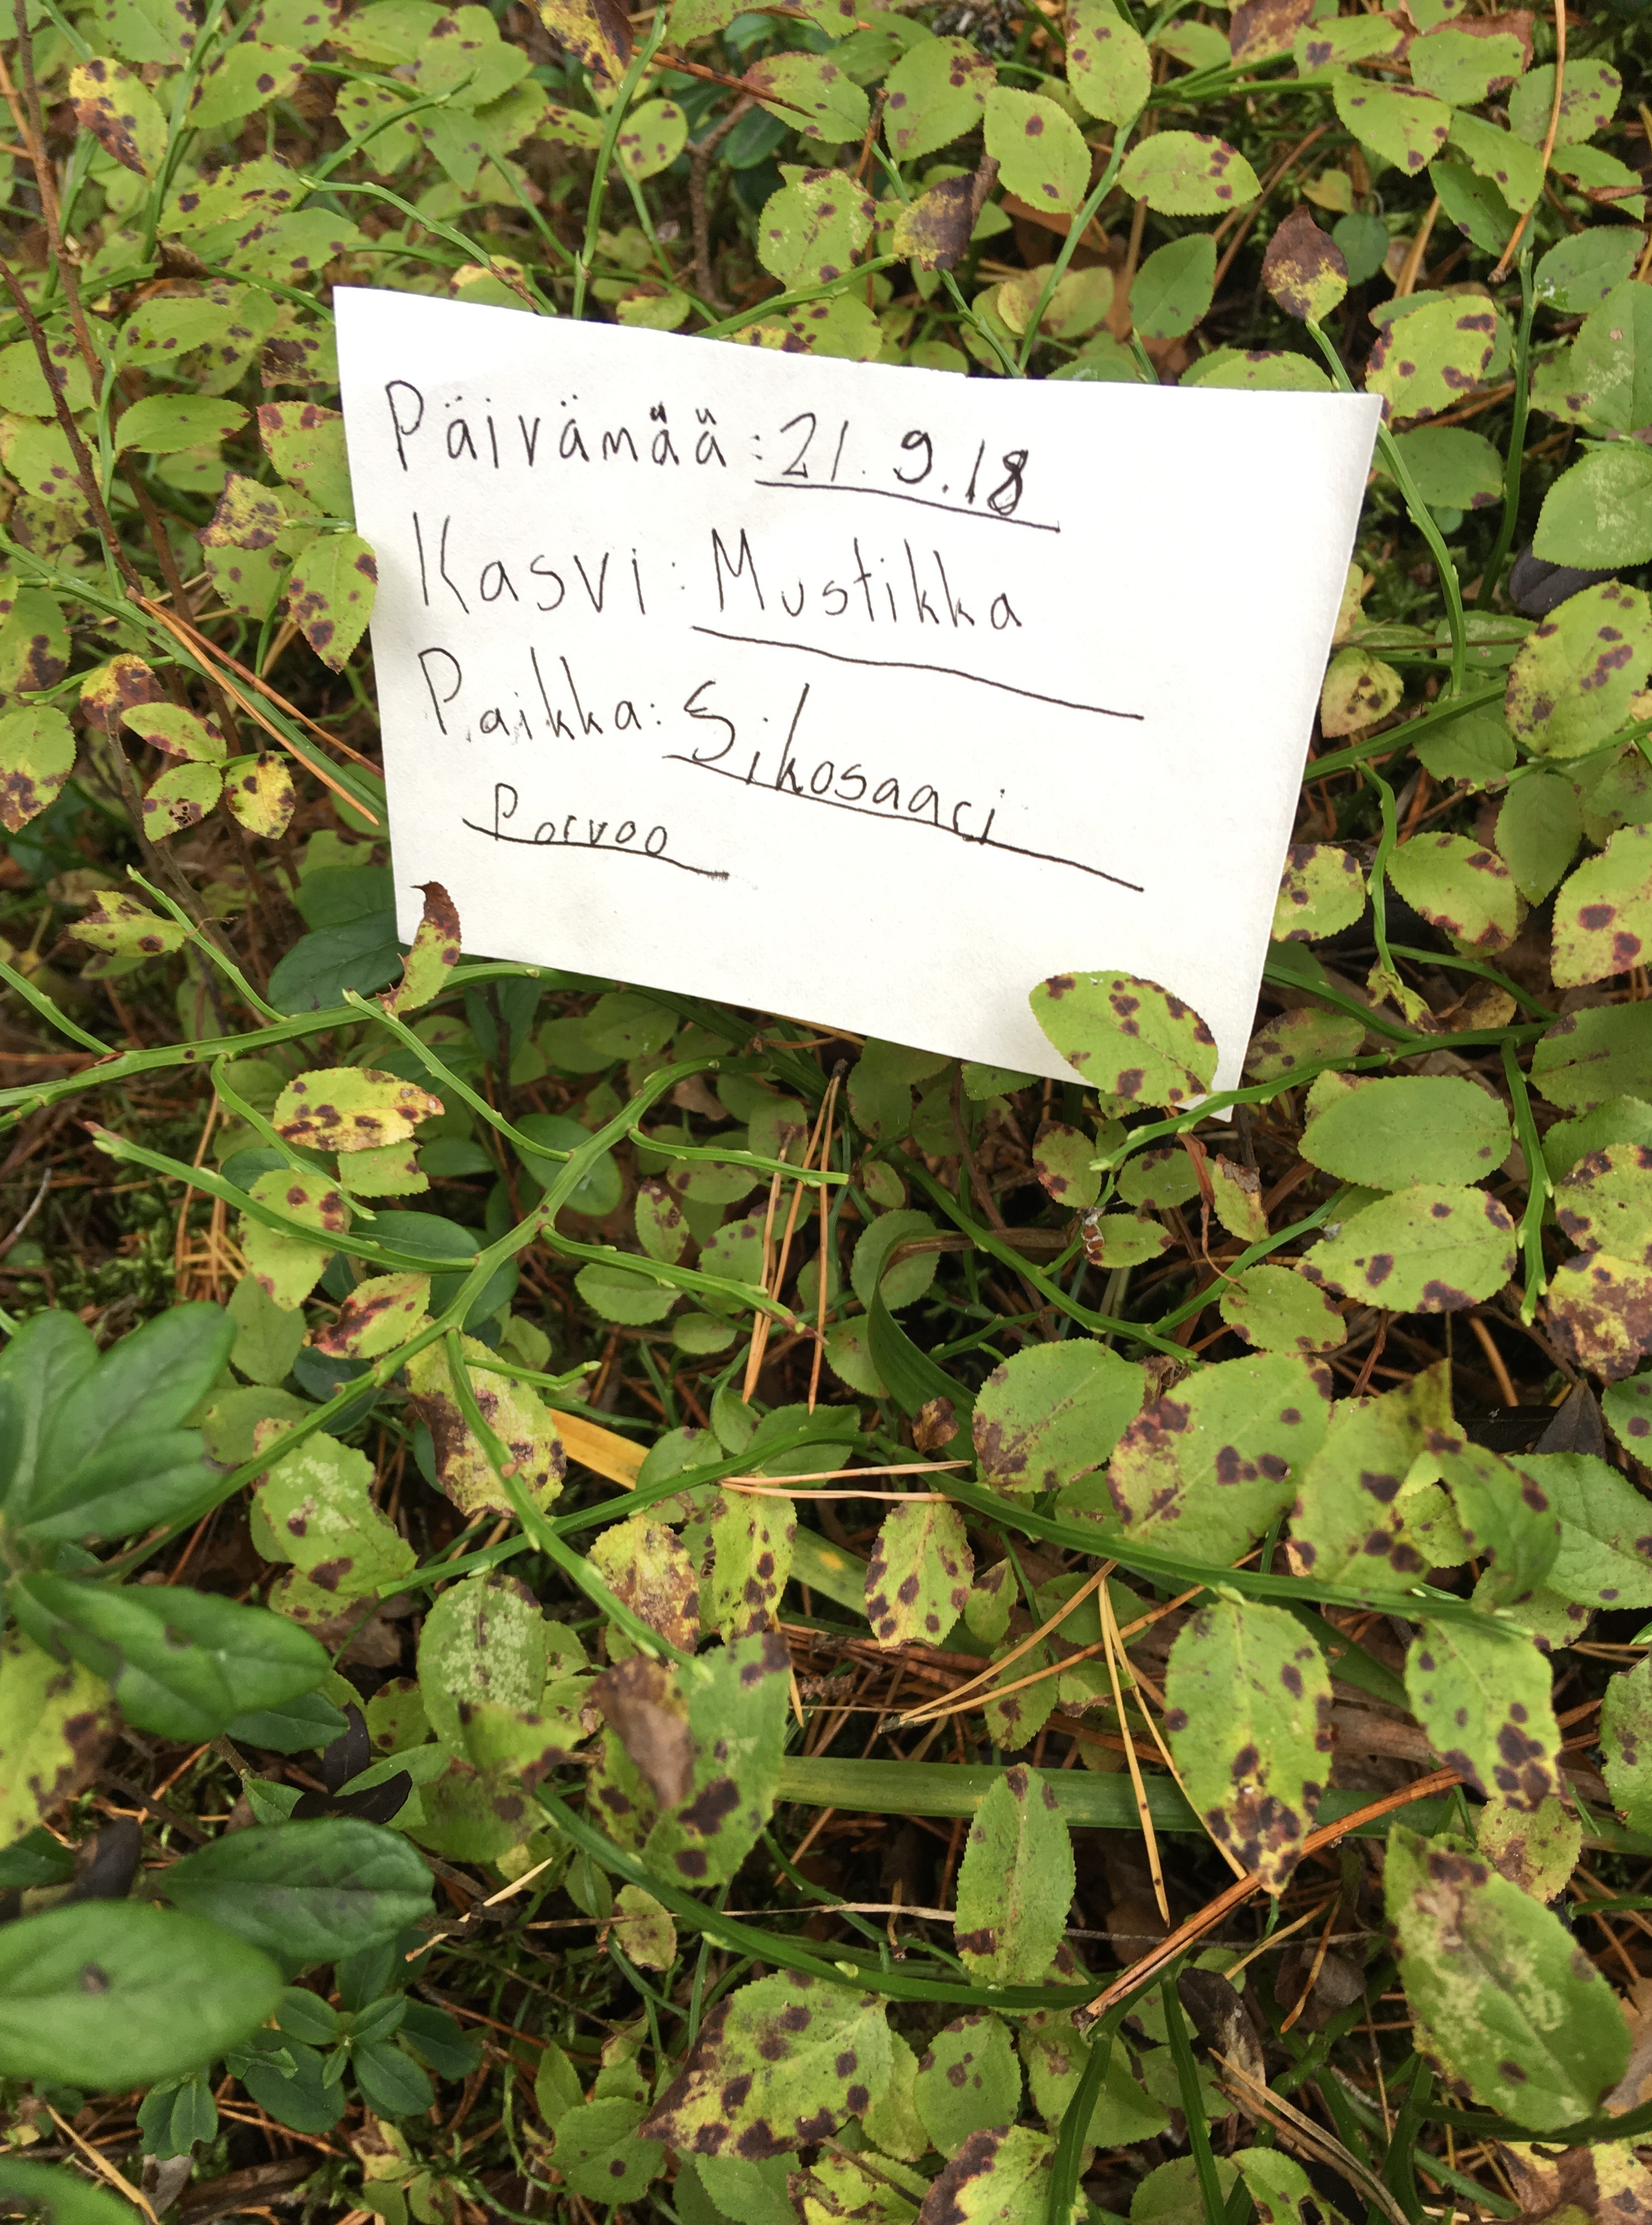 Päivämää: 21.9.18
Kasvi: Mustikka
Paikka: Sikosaari
Porvoo